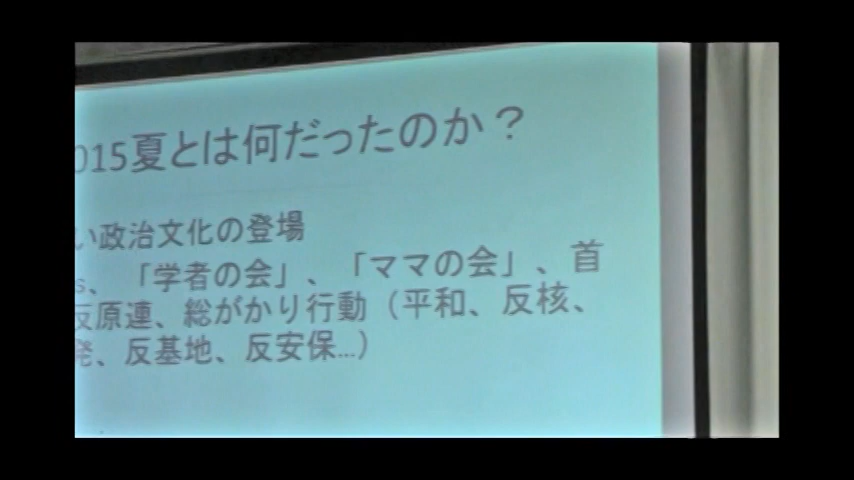 015夏とは何だったのか？
い政治文化の登場
s、「学者の会」、「ママの会」、首
反原連、総がかり行動（平和、反核、
発、反基地、反安保…）